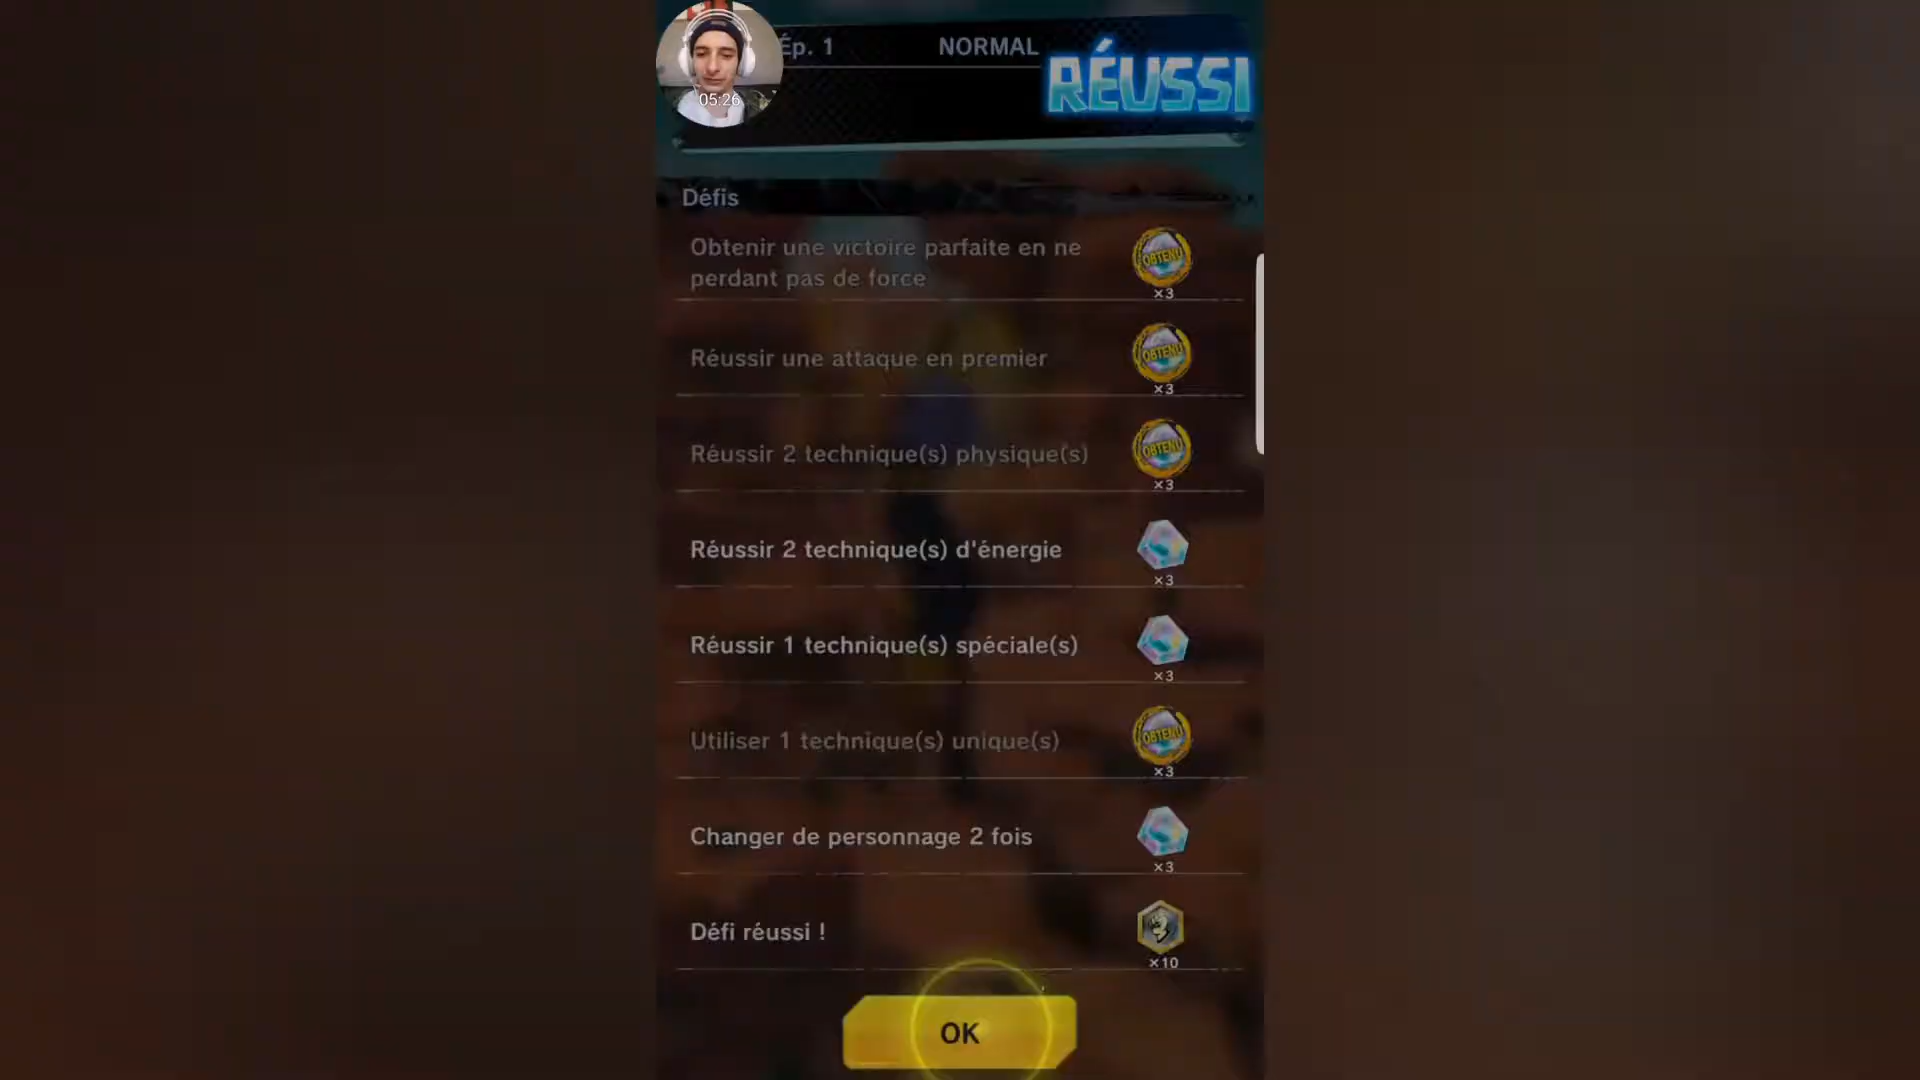 Ép. 1 NORMAL
RÉUSSI
05:26
Défis
Obtenir une victoire parfaite en ne
perdant pas de force
OBTENU
×3
Réussir une attaque en premier
OBTENU
×3
Réussir 2 technique(s) physique(s)
OBTENU
×3
Réussir 2 technique(s) d'énergie
×3
Réussir 1 technique(s) spéciale(s)
×3
Utiliser 1 technique(s) unique(s)
OBTENU
×3
Changer de personnage 2 fois
×3
Défi réussi !
×10
OK